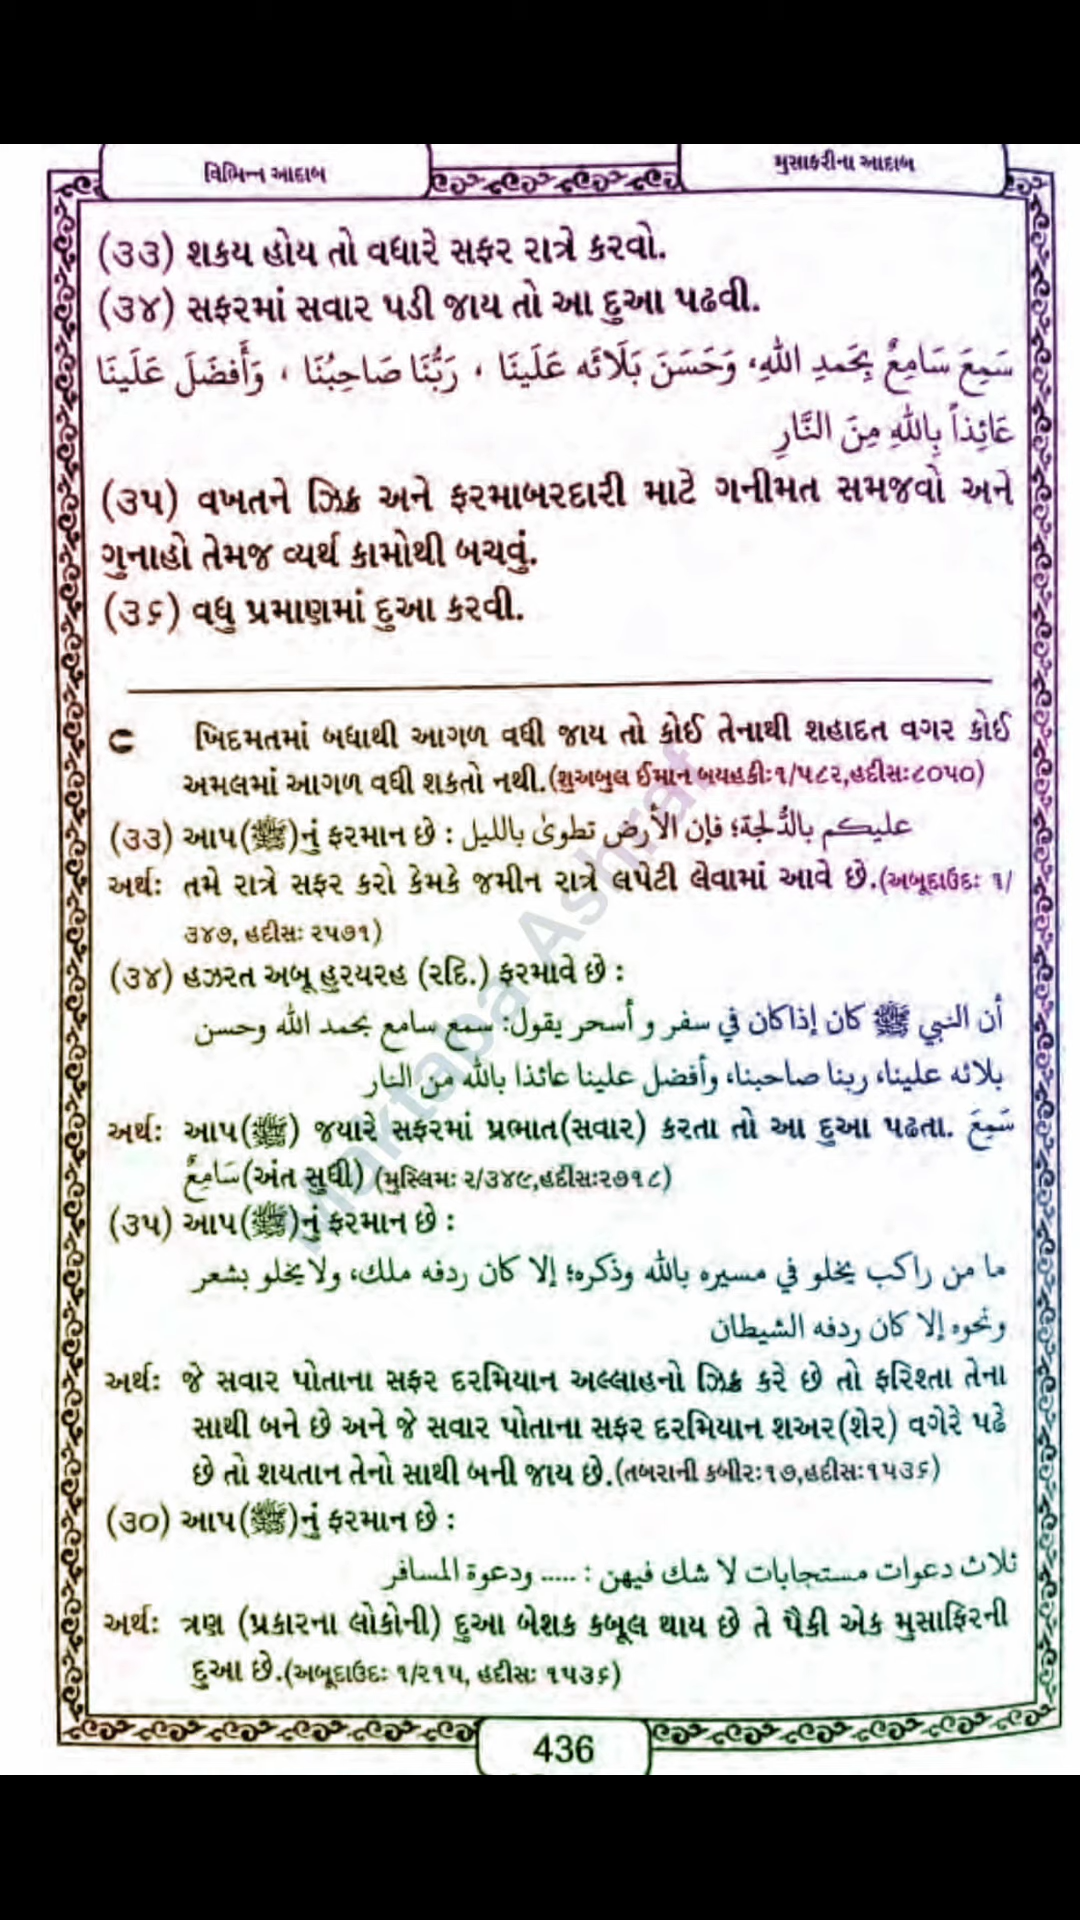 વિભિન્ન આદાબ
મુસાફરીના આદાબ
(૩૩) શકય હોય તો વધારે સફર રાત્રે કરવો.
(૩૪) સફરમાં સવાર પડી જાય તો આ દુઆ પઢવી.
سَمِعَ سَامِعٌ بِحَمدِ اللهِ، وَحَسَنَ بَلَائه عَلَينَا ، رَبُّنَا صَاحِبُنَا ، وَأَفضَلَ عَلَينَا
عَائِذاً بِاللهِ مِنَ النَّارِ
(૩૫) વખતને ઝિક્ર અને ફરમાબરદારી માટે ગનીમત સમજવો અને
ગુનાહો તેમજ વ્યર્થ કામોથી બચવું.
(૩૬) વધુ પ્રમાણમાં દુઆ કરવી.
ખિદમતમાં બધાથી આગળ વધી જાય તો કોઈ તેનાથી શહાદત વગર કોઈ
અમલમાં આગળ વધી શકતો નથી.(શુઅબુલ ઈમાન બયહકી:૧/૫૮૨,હદીસ:૮૦૫૦)
(૩૩) આપ(ﷺ)નું ફરમાન છે : عليكم بالدُّلجة؛ فإن الأرض تطوىٰ بالليل
અર્થ: તમે રાત્રે સફર કરો કેમકે જમીન રાત્રે લપેટી લેવામાં આવે છે.(અબૂદાઉદ: ૧/
૩૪૭, હદીસ: ૨૫૭૧)
(૩૪) હઝરત અબૂ હુરયરહ (રદિ.) ફરમાવે છે :
أن النبي ﷺ كان إذاكان في سفر و أسحر يقول: سمع سامع بحمد الله وحسن
بلائه علينا، ربنا صاحبنا، وأفضل علينا عائذا بالله من النار
અર્થ: આપ(ﷺ) જયારે સફરમાં પ્રભાત(સવાર) કરતા તો આ દુઆ પઢતા. سَمِعَ
سَامِعٌ(અંત સુધી) (મુસ્લિમ: ૨/૩૪૯,હદીસ:૨૭૧૮)
(૩૫) આપ(ﷺ)નું ફરમાન છે :
ما من راكب يخلو في مسيره بالله وذكره؛ إلا كان ردفه ملك، ولا يخلو بشعر
ونحوه إلا كان ردفه الشيطان
અર્થ: જે સવાર પોતાના સફર દરમિયાન અલ્લાહનો ઝિક્ર કરે છે તો ફરિશ્તા તેના
સાથી બને છે અને જે સવાર પોતાના સફર દરમિયાન શઅર(શેર) વગેરે પઢે
છે તો શયતાન તેનો સાથી બની જાય છે.(તબરાની કબીર:૧૭,હદીસ:૧૫૩૬)
(૩૦) આપ(ﷺ)નું ફરમાન છે :
ثلاث دعوات مستجابات لا شك فيهن : ..... ودعوة المسافر
અર્થ: ત્રણ (પ્રકારના લોકોની) દુઆ બેશક કબૂલ થાય છે તે પૈકી એક મુસાફિરની
દુઆ છે.(અબૂદાઉદ: ૧/૨૧૫, હદીસ: ૧૫૩૬)
436
Maktaba Ashraf